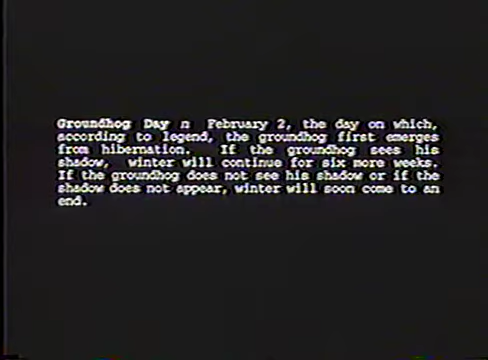 Groundhog Day n February 2, the day on which,
according to legend, the groundhog first emerges
from hibernation. If the groundhog sees his
shadow, winter will continue for six more weeks.
If the groundhog does not see his shadow or if the
shadow does not appear, winter will soon come to an
end.